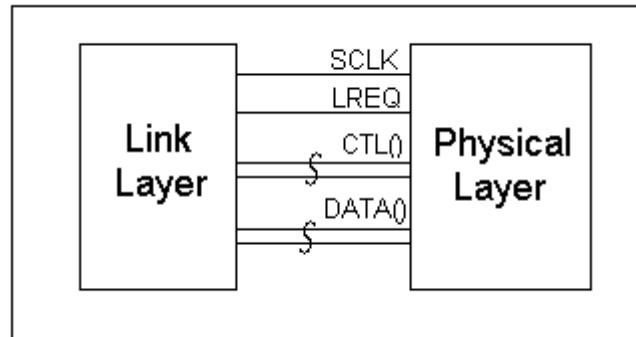 Link
Layer
SCLK
LREQ
CTL()
DATA()
Physical
Layer